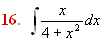 16. ∫ x / (4 + x²) dx